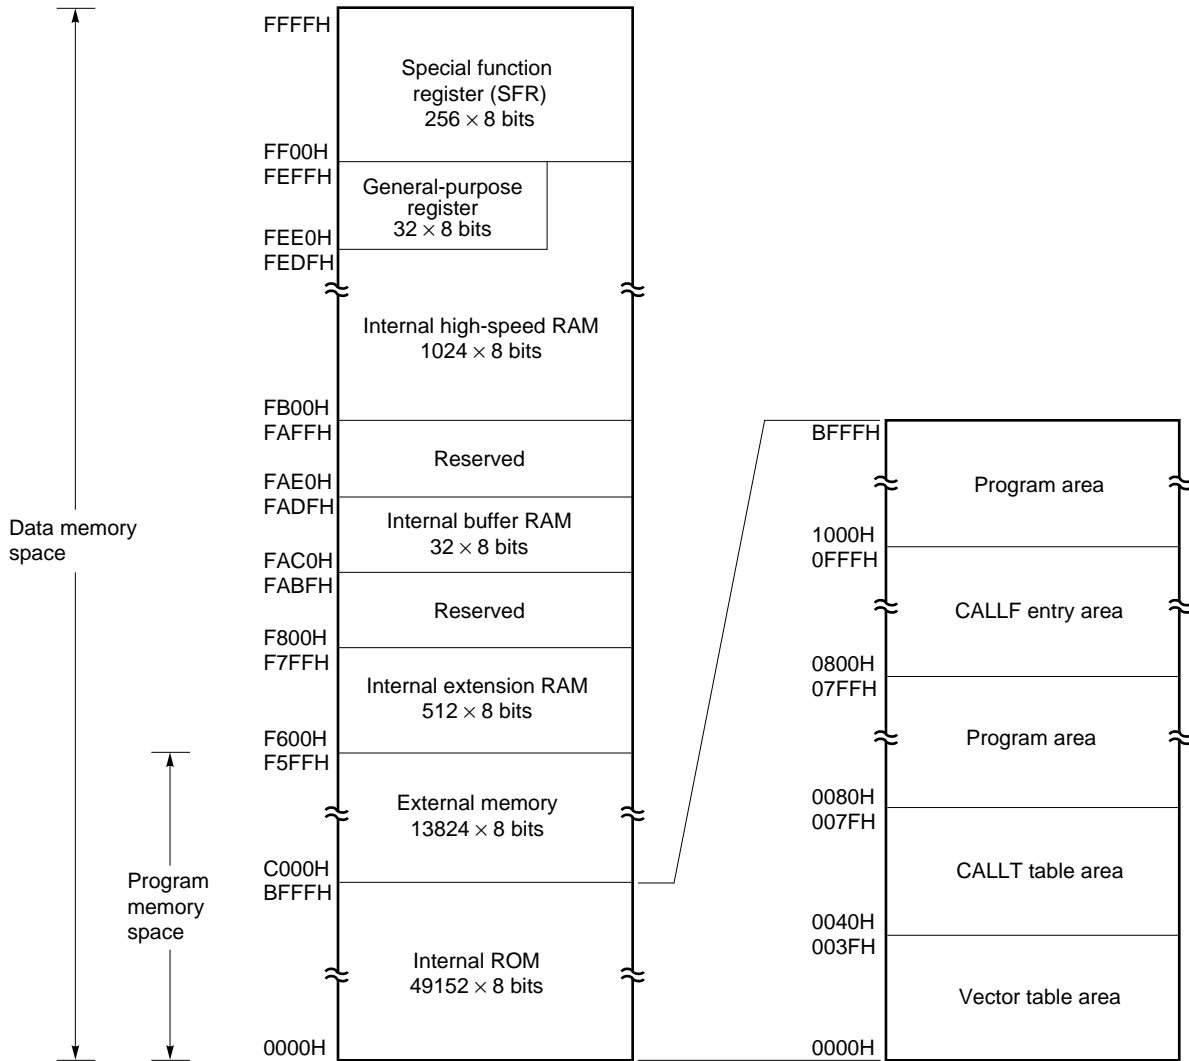 FFFFH
Special function
register (SFR)
256 × 8 bits
FF00H
FEFFH
General-purpose
register
32 × 8 bits
FEE0H
FEDFH
Internal high-speed RAM
1024 × 8 bits
FB00H
FAFFH
Reserved
FAE0H
FADFH
Internal buffer RAM
32 × 8 bits
FAC0H
FABFH
Reserved
F800H
F7FFH
Internal extension RAM
512 × 8 bits
F600H
F5FFH
External memory
13824 × 8 bits
C000H
BFFFH
Internal ROM
49152 × 8 bits
0000H
Data memory
space
Program
memory
space
BFFFH
Program area
1000H
0FFFH
CALLF entry area
0800H
07FFH
Program area
0080H
007FH
CALLT table area
0040H
003FH
Vector table area
0000H